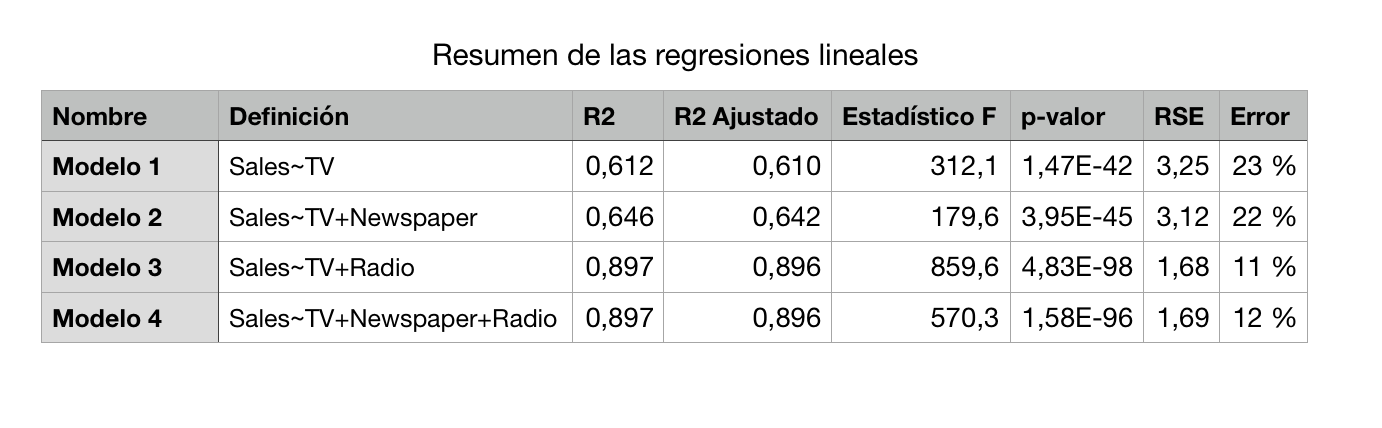 Resumen de las regresiones lineales
Nombre Definición R2 R2 Ajustado Estadístico F p-valor RSE Error
Modelo 1 Sales~TV 0,612 0,610 312,1 1,47E-42 3,25 23 %
Modelo 2 Sales~TV+Newspaper 0,646 0,642 179,6 3,95E-45 3,12 22 %
Modelo 3 Sales~TV+Radio 0,897 0,896 859,6 4,83E-98 1,68 11 %
Modelo 4 Sales~TV+Newspaper+Radio 0,897 0,896 570,3 1,58E-96 1,69 12 %